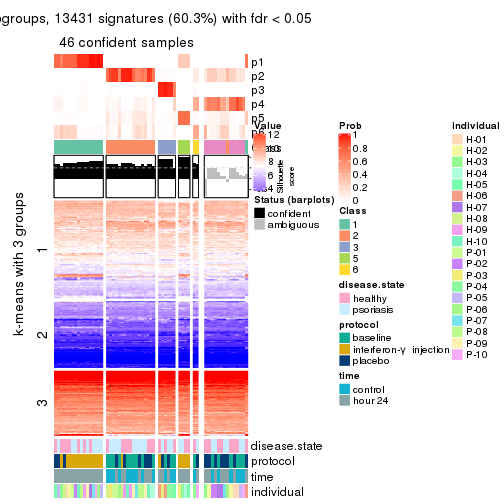 ogroups, 13431 signatures (60.3%) with fdr < 0.05
46 confident samples
p1
p2
p3
p4
p5
k-means with 3 groups
1
2
3
disease.state
protocol
time
individual
Value
12
8
6
4
Silhouette
score
Status (barplots)
confident
ambiguous
Prob
1
0.8
0.6
0.4
0.2
0
Class
1
2
3
5
6
disease.state
healthy
psoriasis
protocol
baseline
interferon-γ injection
placebo
time
control
hour 24
individual
H-01
H-02
H-03
H-04
H-05
H-06
H-07
H-08
H-09
H-10
P-01
P-02
P-03
P-04
P-05
P-06
P-07
P-08
P-09
P-10